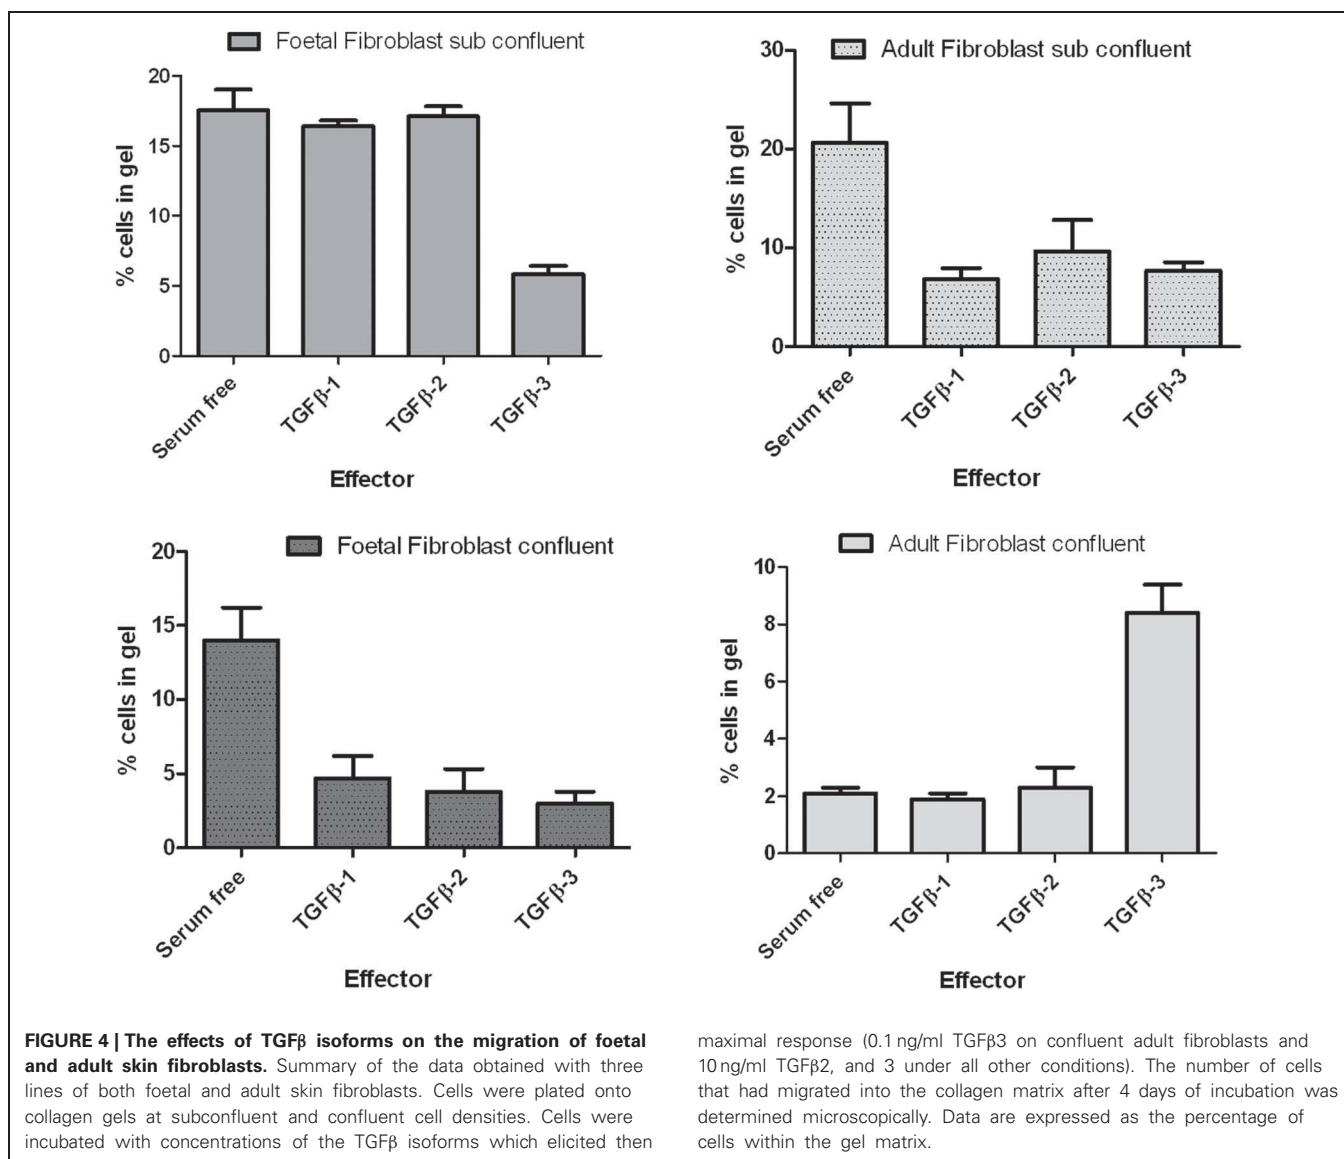 Foetal Fibroblast sub confluent
20
15
10
5
0
% cells in gel
Serum free
TGFβ-1
TGFβ-2
TGFβ-3
Effector
Adult Fibroblast sub confluent
30
20
10
0
% cells in gel
Serum free
TGFβ-1
TGFβ-2
TGFβ-3
Effector
Foetal Fibroblast confluent
20
15
10
5
0
% cells in gel
Serum free
TGFβ-1
TGFβ-2
TGFβ-3
Effector
Adult Fibroblast confluent
10
8
6
4
2
0
% cells in gel
Serum free
TGFβ-1
TGFβ-2
TGFβ-3
Effector
FIGURE 4 | The effects of TGFβ isoforms on the migration of foetal
and adult skin fibroblasts. Summary of the data obtained with three
lines of both foetal and adult skin fibroblasts. Cells were plated onto
collagen gels at subconfluent and confluent cell densities. Cells were
incubated with concentrations of the TGFβ isoforms which elicited then
maximal response (0.1 ng/ml TGFβ3 on confluent adult fibroblasts and
10 ng/ml TGFβ2, and 3 under all other conditions). The number of cells
that had migrated into the collagen matrix after 4 days of incubation was
determined microscopically. Data are expressed as the percentage of
cells within the gel matrix.